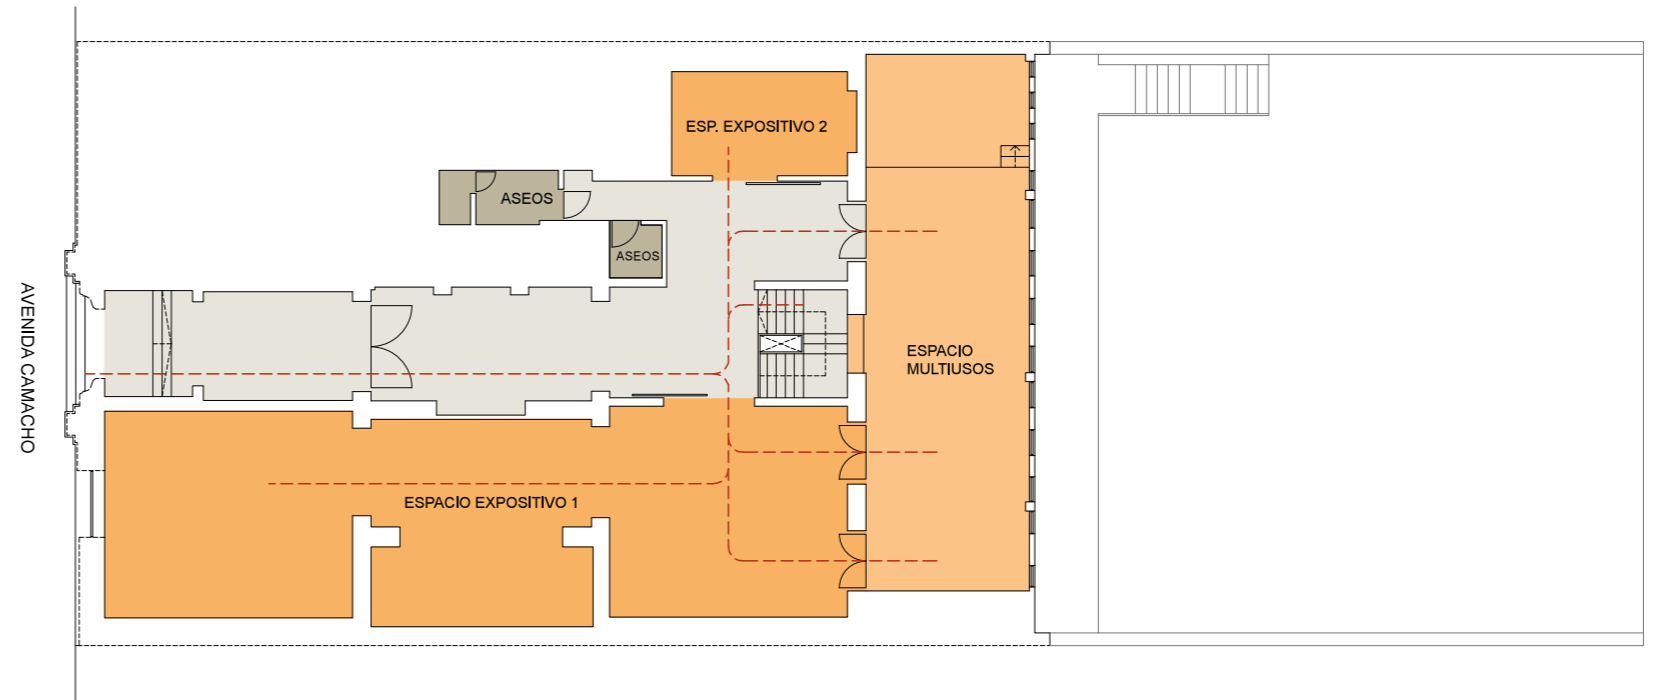 ESP. EXPOSITIVO 2
ASEOS
ASEOS
AVENIDA CAMACHO
ESPACIO
MULTIUSOS
ESPACIO EXPOSITIVO 1